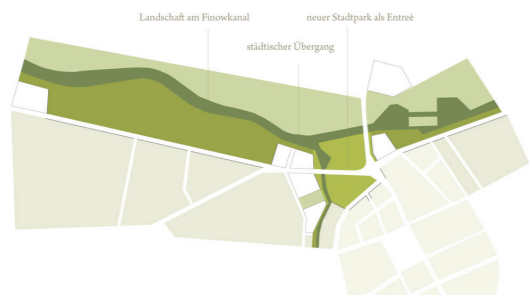 Landschaft am Finowkanal
neuer Stadtpark als Entreé
städtischer Übergang